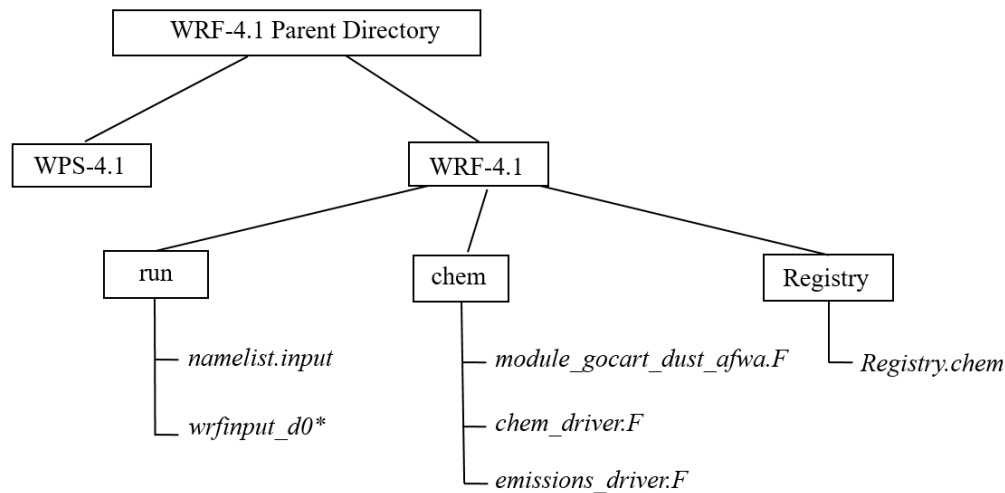 WRF-4.1 Parent Directory
WPS-4.1
WRF-4.1
run
chem
Registry
namelist.input
wrfinput_d0*
module_gocart_dust_afwa.F
chem_driver.F
emissions_driver.F
Registry.chem